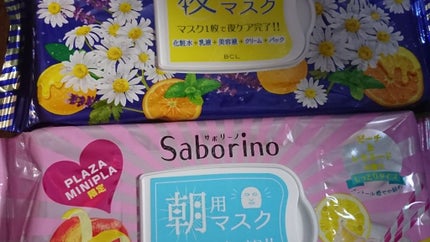 夜 マスク
マスク1枚で夜ケア完了!!
化粧水+乳液+美容液+クリーム+パック
BCL
サボリーノ
Saborino
PLAZA
MINIPLA
限定
朝用
マスク